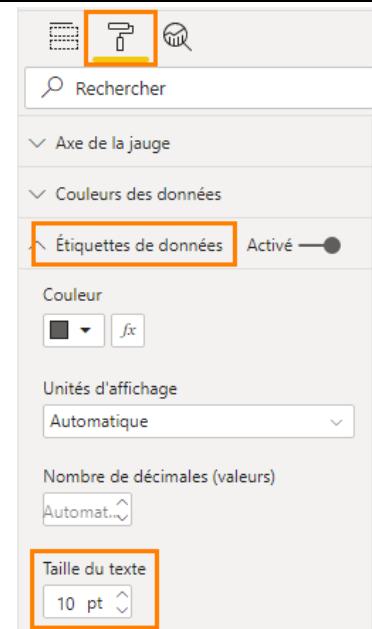 Rechercher
Axe de la jauge
Couleurs des données
Étiquettes de données Activé
Couleur
fx
Unités d'affichage
Automatique
Nombre de décimales (valeurs)
Automat...
Taille du texte
10 pt